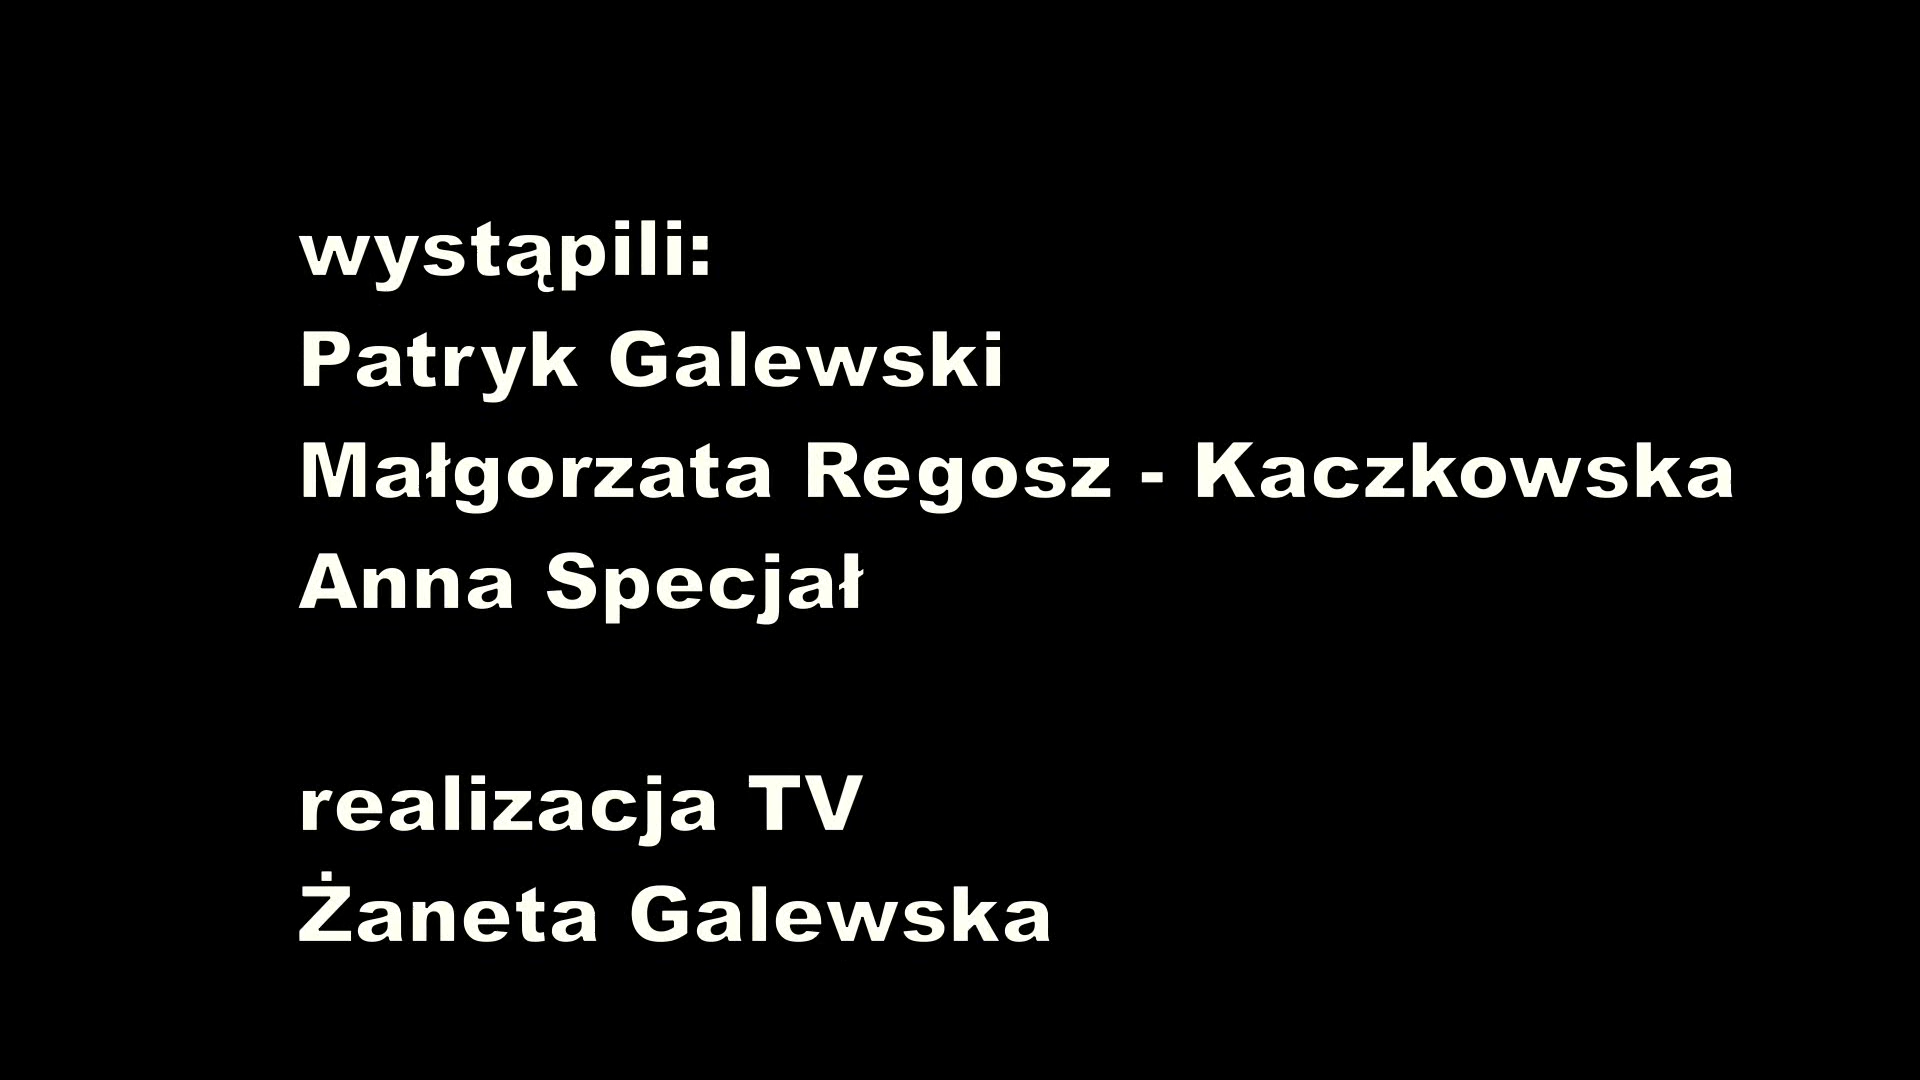 wystąpili:
Patryk Galewski
Małgorzata Regosz - Kaczkowska
Anna Specjał
realizacja TV
Żaneta Galewska